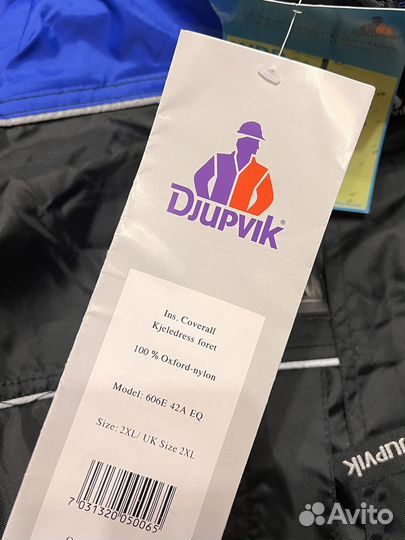 DJUPVIK®
Ins. Coverall
Kjeledress foret
100 % Oxford-nylon
Model: 606E 42A EQ
Size: 2XL/ UK Size 2XL
7 031320 050065
DJUPVIK
Avito